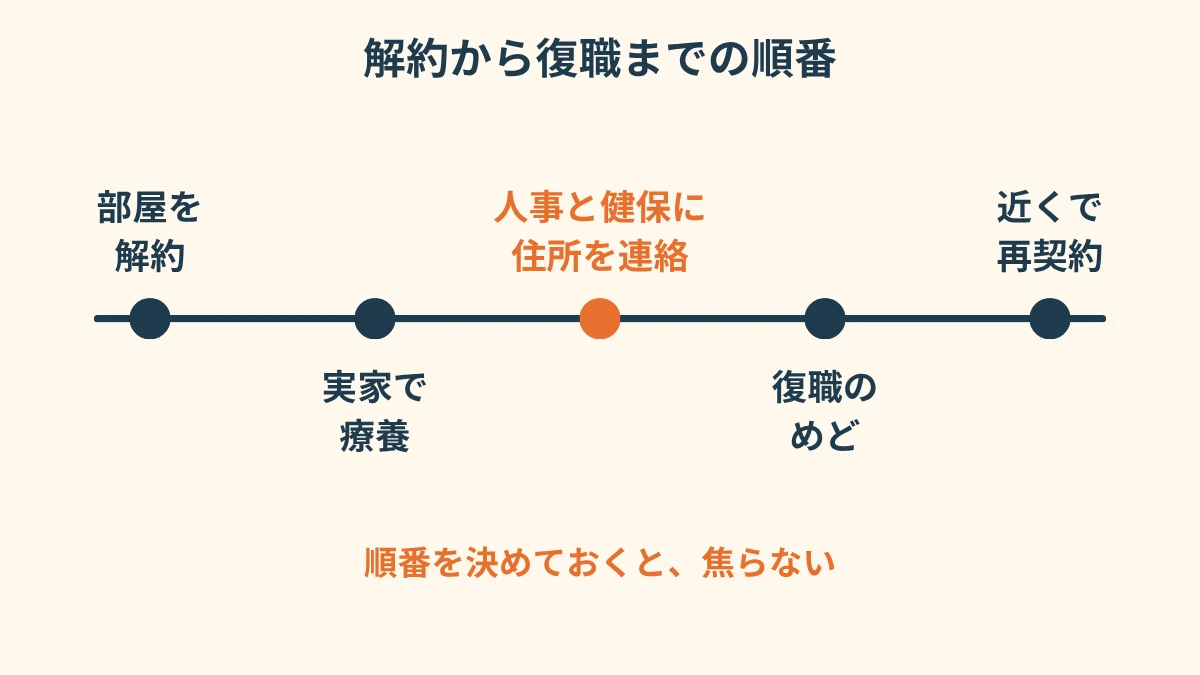 解約から復職までの順番
部屋を
解約
実家で
療養
人事と健保に
住所を連絡
復職の
めど
近くで
再契約
順番を決めておくと、焦らない